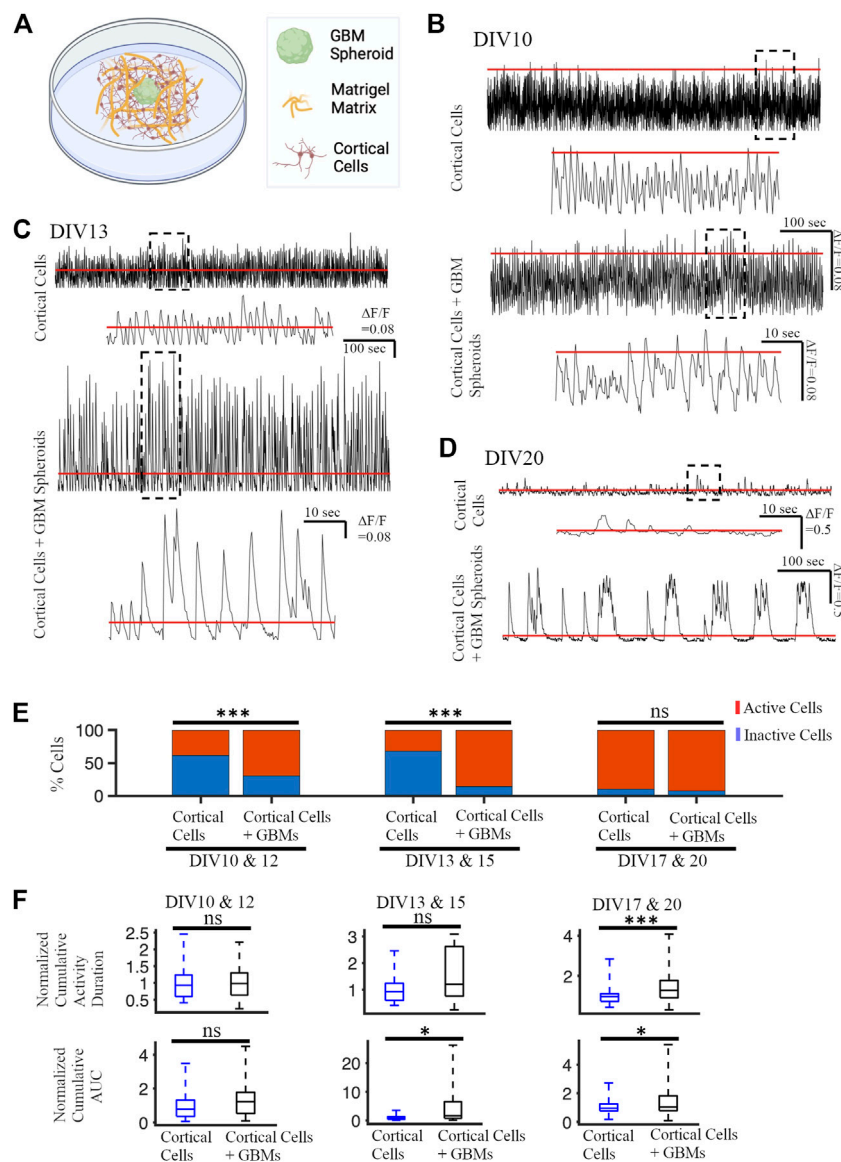 A
GBM
Spheroid
Matrigel
Matrix
Cortical
Cells
B
DIV10
Cortical Cells
100 sec
ΔF/F=0.08
Cortical Cells + GBM
Spheroids
10 sec
ΔF/F=0.08
C
DIV13
Cortical Cells
ΔF/F
=0.08
100 sec
Cortical Cells + GBM Spheroids
10 sec
ΔF/F
=0.08
D
DIV20
Cortical
Cells
10 sec
ΔF/F
=0.5
100 sec
ΔF/F=0.5
Cortical Cells
+ GBM Spheroids
E
***
***
ns
Active Cells
Inactive Cells
% Cells
100
50
0
Cortical
Cells
Cortical Cells
+ GBMs
Cortical
Cells
Cortical Cells
+ GBMs
Cortical
Cells
Cortical Cells
+ GBMs
DIV10 & 12
DIV13 & 15
DIV17 & 20
F
DIV10 & 12
DIV13 & 15
DIV17 & 20
ns
ns
***
Normalized
Cumulative
Activity
Duration
2.5
2
1.5
1
0.5
3
2
1
4
2
ns
*
*
Normalized
Cumulative
AUC
4
2
0
20
10
0
4
2
0
Cortical
Cells
Cortical Cells
+ GBMs
Cortical
Cells
Cortical Cells
+ GBMs
Cortical
Cells
Cortical Cells
+ GBMs